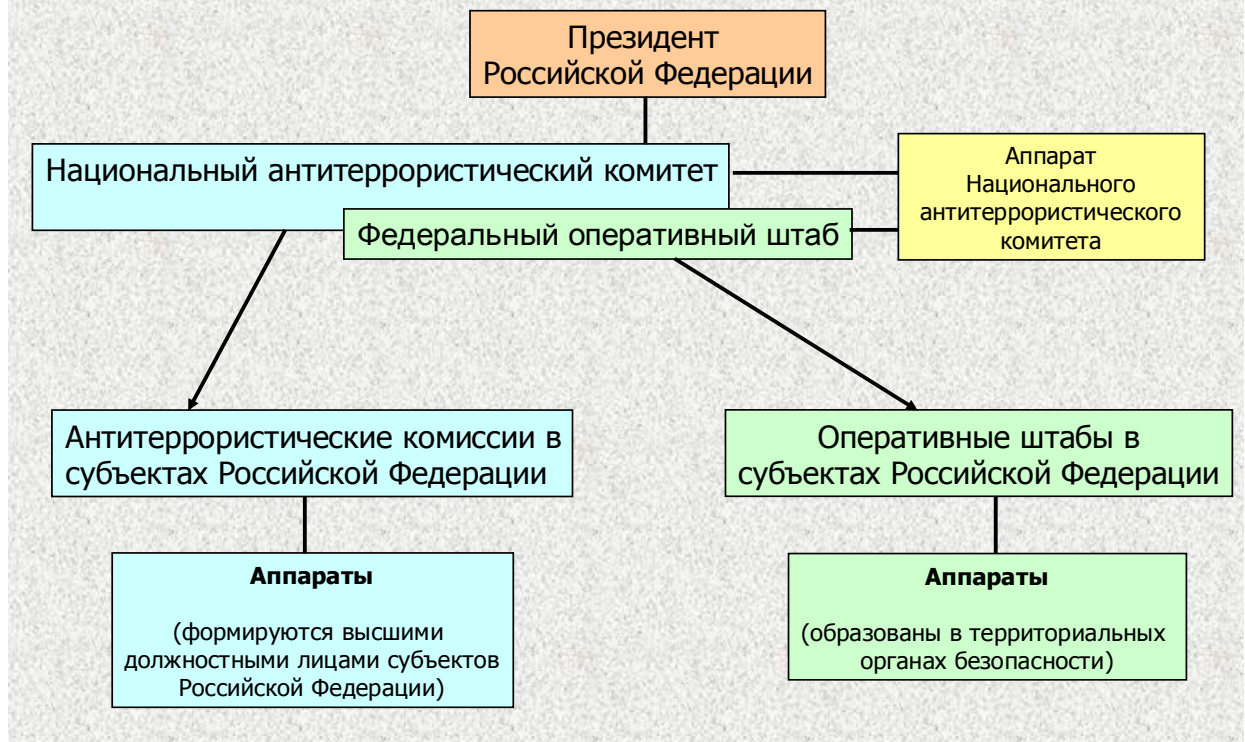 Президент
Российской Федерации
Национальный антитеррористический комитет
Аппарат
Национального
антитеррористического
комитета
Федеральный оперативный штаб
Антитеррористические комиссии в
субъектах Российской Федерации
Оперативные штабы в
субъектах Российской Федерации
Аппараты
(формируются высшими
должностными лицами субъектов
Российской Федерации)
Аппараты
(образованы в территориальных
органах безопасности)